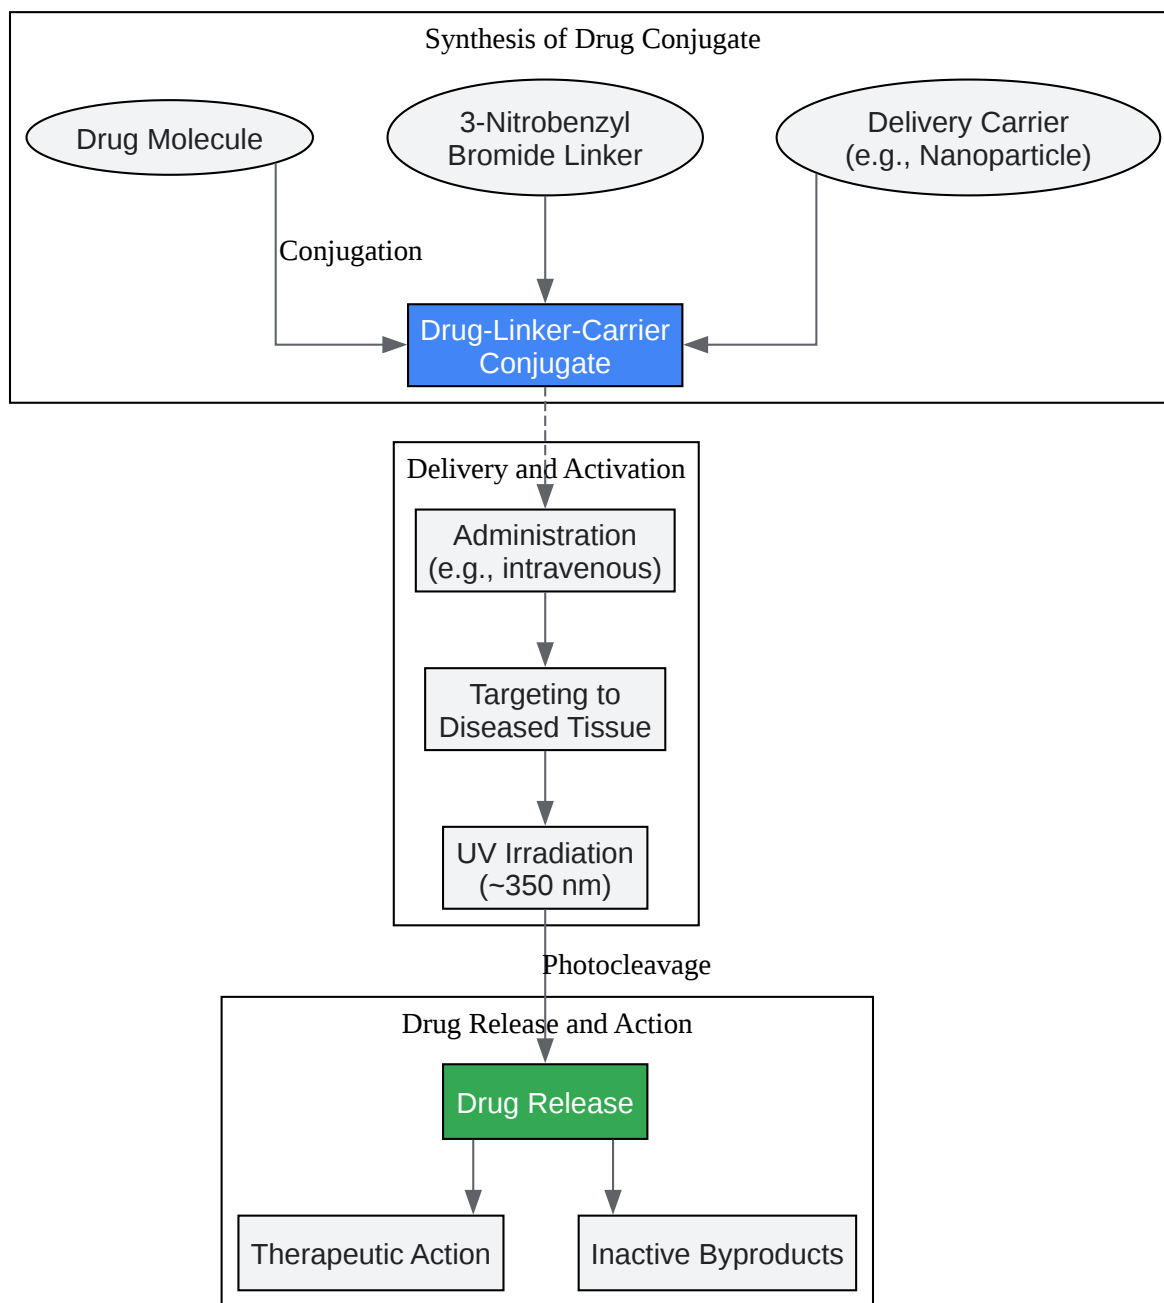 Synthesis of Drug Conjugate
Drug Molecule
3-Nitrobenzyl
Bromide Linker
Delivery Carrier
(e.g., Nanoparticle)
Conjugation
Drug-Linker-Carrier
Conjugate
Delivery and Activation
Administration
(e.g., intravenous)
Targeting to
Diseased Tissue
UV Irradiation
(~350 nm)
Photocleavage
Drug Release and Action
Drug Release
Therapeutic Action
Inactive Byproducts